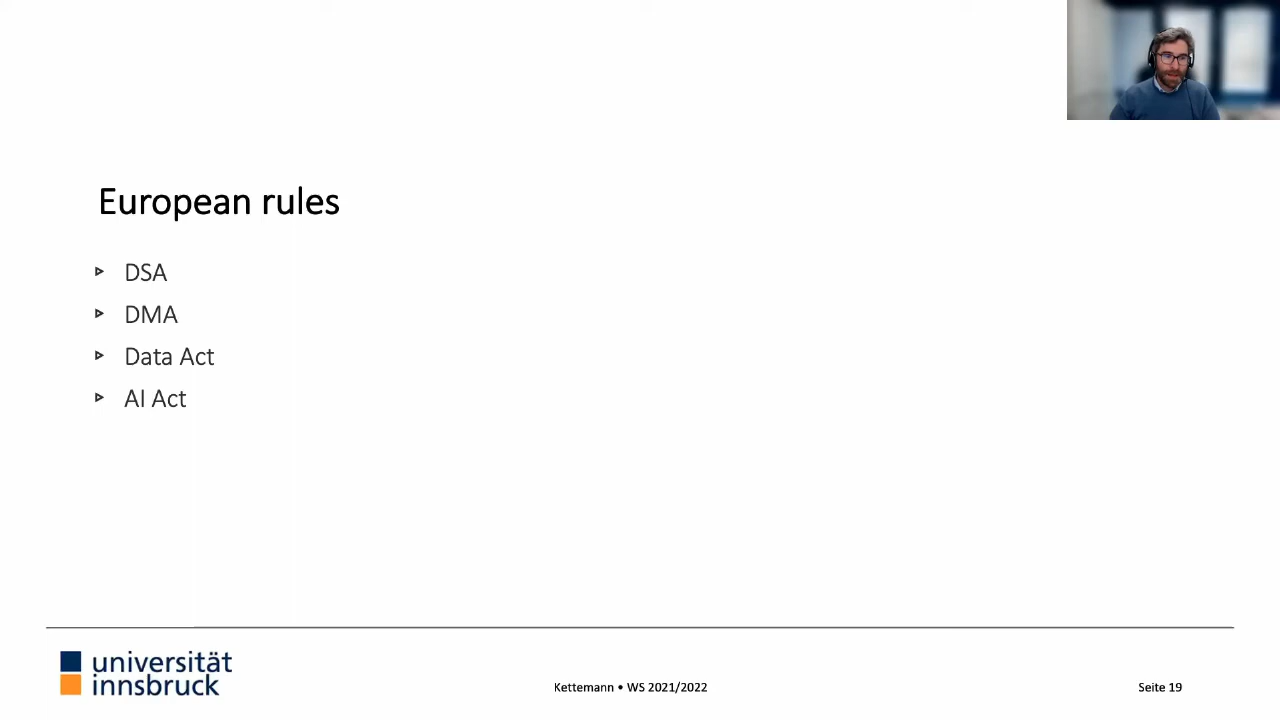 European rules
DSA
DMA
Data Act
AI Act
universität
innsbruck
Kettemann • WS 2021/2022
Seite 19